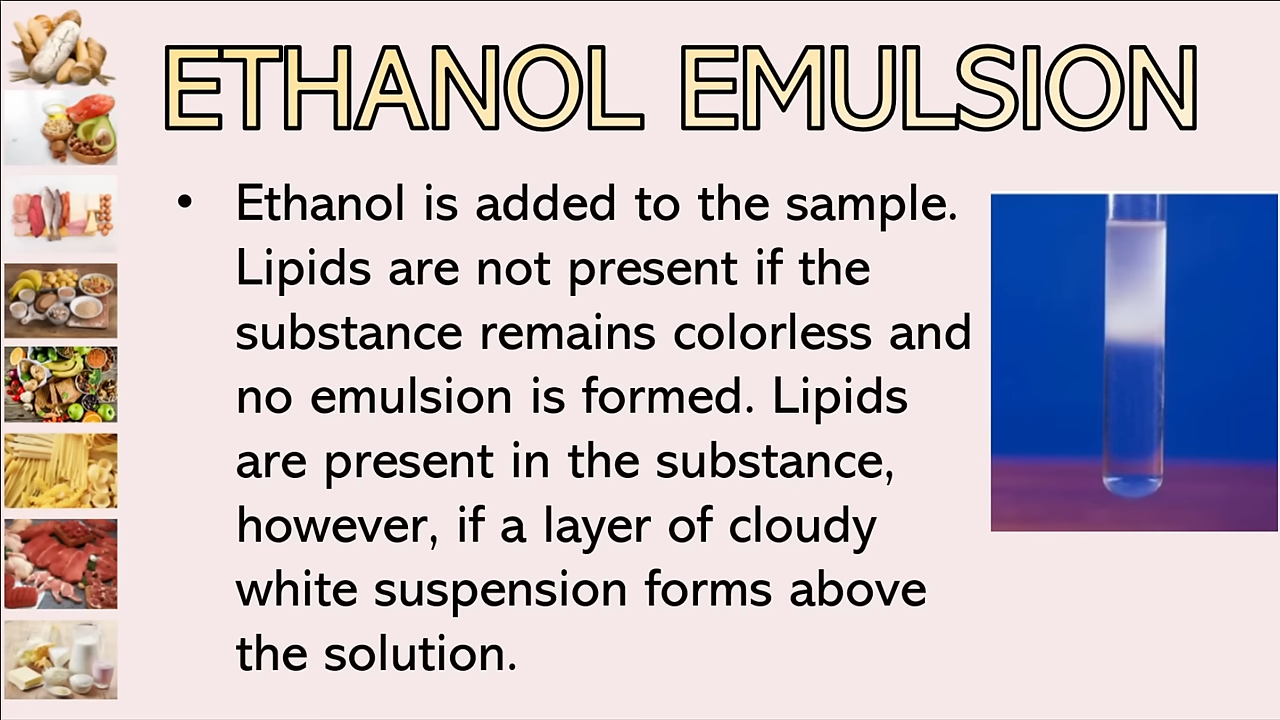 ETHANOL EMULSION
• Ethanol is added to the sample.
Lipids are not present if the
substance remains colorless and
no emulsion is formed. Lipids
are present in the substance,
however, if a layer of cloudy
white suspension forms above
the solution.